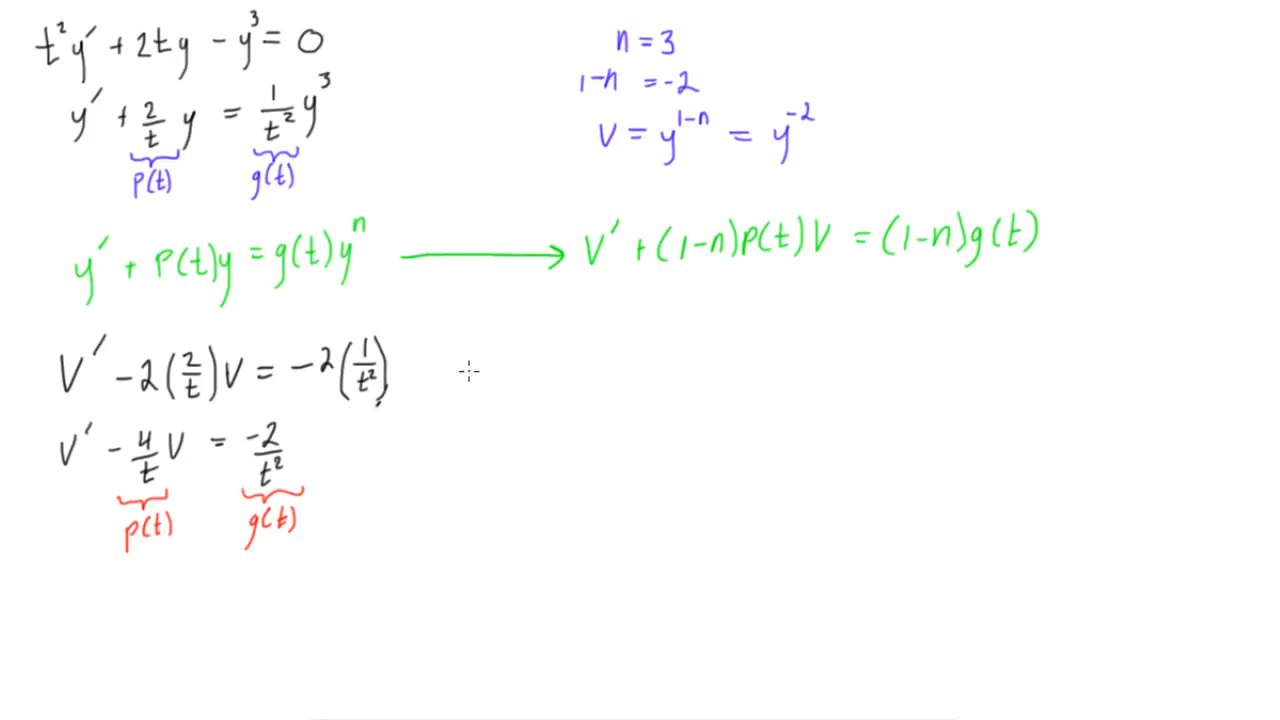 t²y′ + 2ty − y³ = 0
y′ + 2/t y = 1/t² y³
p(t) g(t)
n = 3
1−n = −2
V = y^(1−n) = y^(−2)
y′ + P(t)y = g(t)yⁿ ⟶ V′ + (1−n)P(t)V = (1−n)g(t)
V′ − 2(2/t)V = −2(1/t²)
V′ − 4/t V = −2/t²
p(t) g(t)